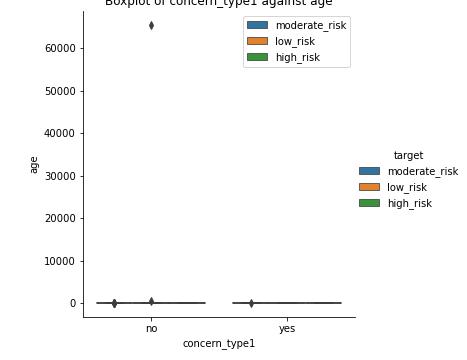 Boxplot of concern_type1 against age
moderate_risk
low_risk
high_risk
60000
50000
40000
30000
20000
10000
0
age
no
yes
concern_type1
target
moderate_risk
low_risk
high_risk